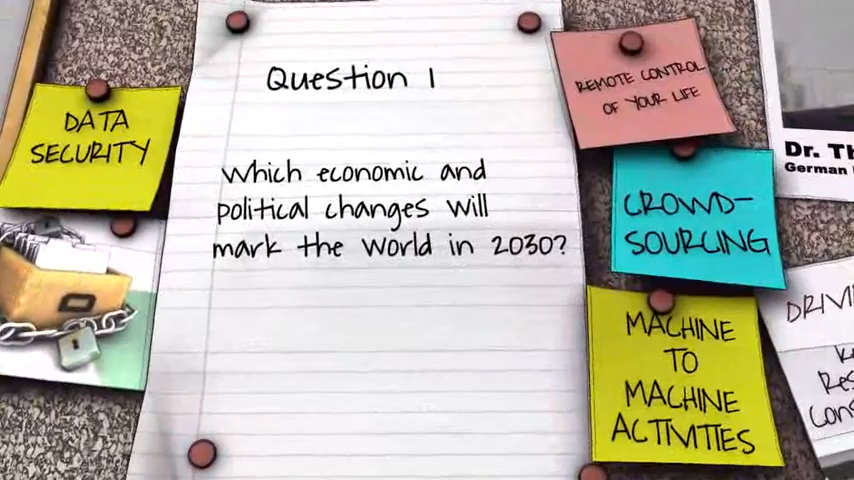 Question 1
Which economic and
political changes will
mark the world in 2030?
DATA
SECURITY
REMOTE CONTROL
OF YOUR LIFE
CROWD-
SOURCING
MACHINE
TO
MACHINE
ACTIVITIES
Dr.
German